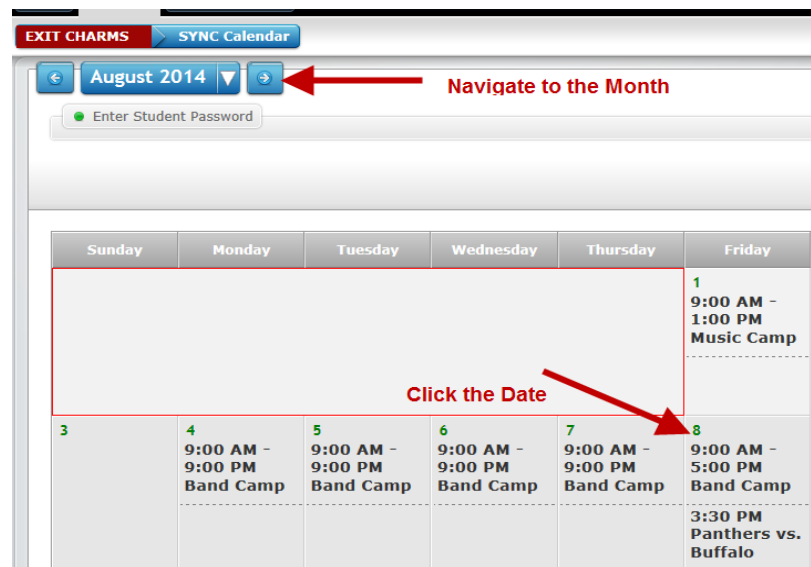 EXIT CHARMS SYNC Calendar
August 2014
Navigate to the Month
Enter Student Password
Sunday Monday Tuesday Wednesday Thursday Friday
1
9:00 AM -
1:00 PM
Music Camp
Click the Date
3
4
9:00 AM -
9:00 PM
Band Camp
5
9:00 AM -
9:00 PM
Band Camp
6
9:00 AM -
9:00 PM
Band Camp
7
9:00 AM -
9:00 PM
Band Camp
8
9:00 AM -
5:00 PM
Band Camp
3:30 PM
Panthers vs.
Buffalo